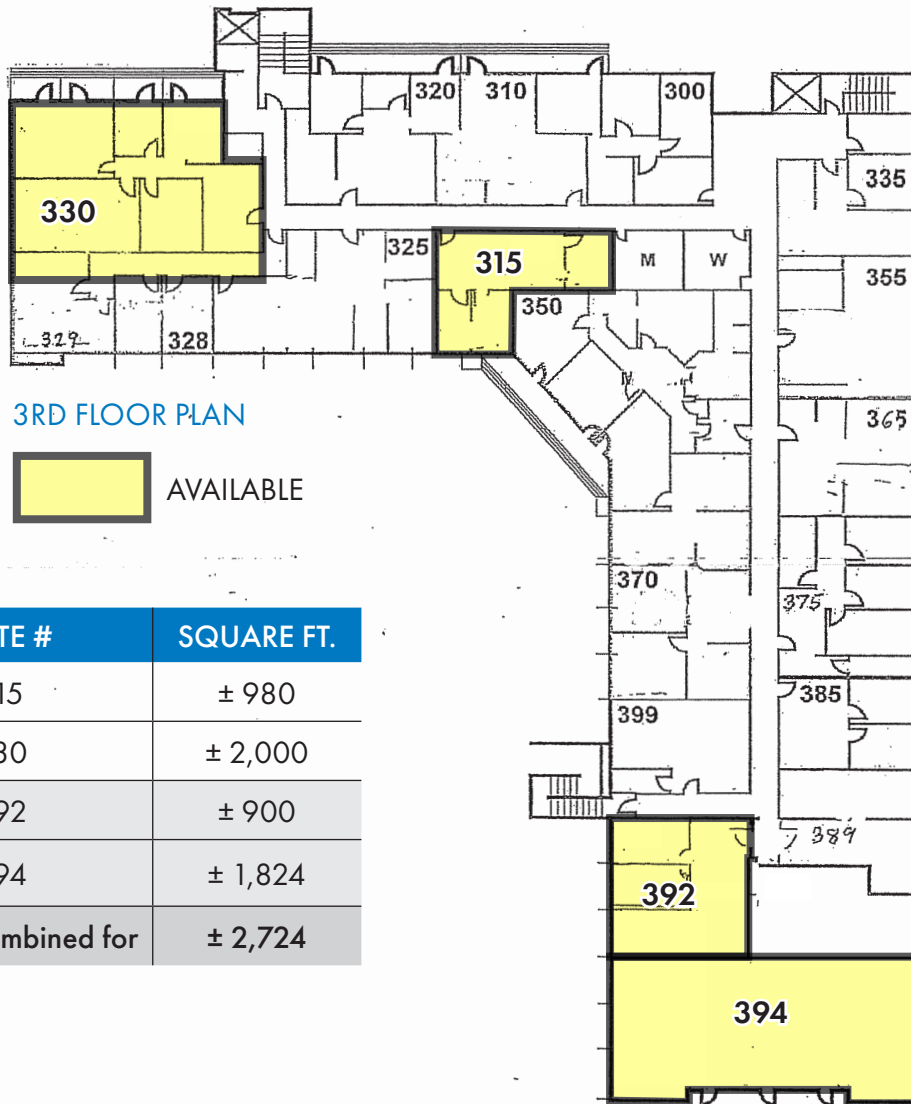 320
310
300
335
330
325
315
M
W
355
350
329
328
365
3RD FLOOR PLAN
AVAILABLE
370
375
TE # SQUARE FT.
15 ± 980
30 ± 2,000
92 ± 900
94 ± 1,824
mbined for ± 2,724
385
399
389
392
394